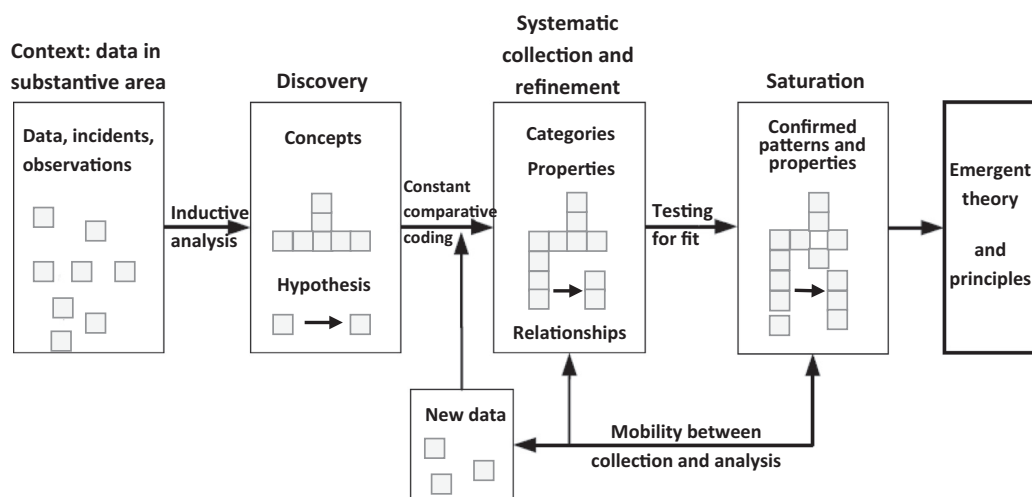 Context: data in
substantive area
Data, incidents,
observations
Inductive
analysis
Discovery
Concepts
Hypothesis
Constant
comparative
coding
Systematic
collection and
refinement
Categories
Properties
Relationships
Testing
for fit
Saturation
Confirmed
patterns and
properties
Emergent
theory
and
principles
New data
Mobility between
collection and analysis